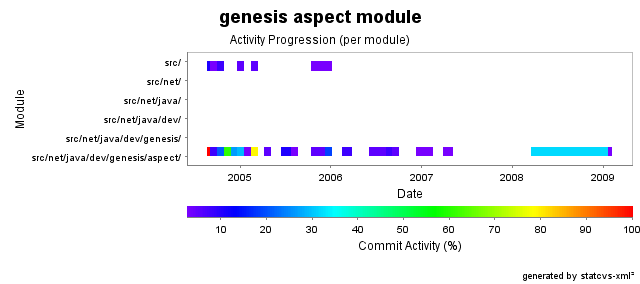 genesis aspect module
Activity Progression (per module)
Module
src/
src/net/
src/net/java/
src/net/java/dev/
src/net/java/dev/genesis/
src/net/java/dev/genesis/aspect/
2005 2006 2007 2008 2009
Date
10 20 30 40 50 60 70 80 90 100
Commit Activity (%)
generated by statcvs-xml²